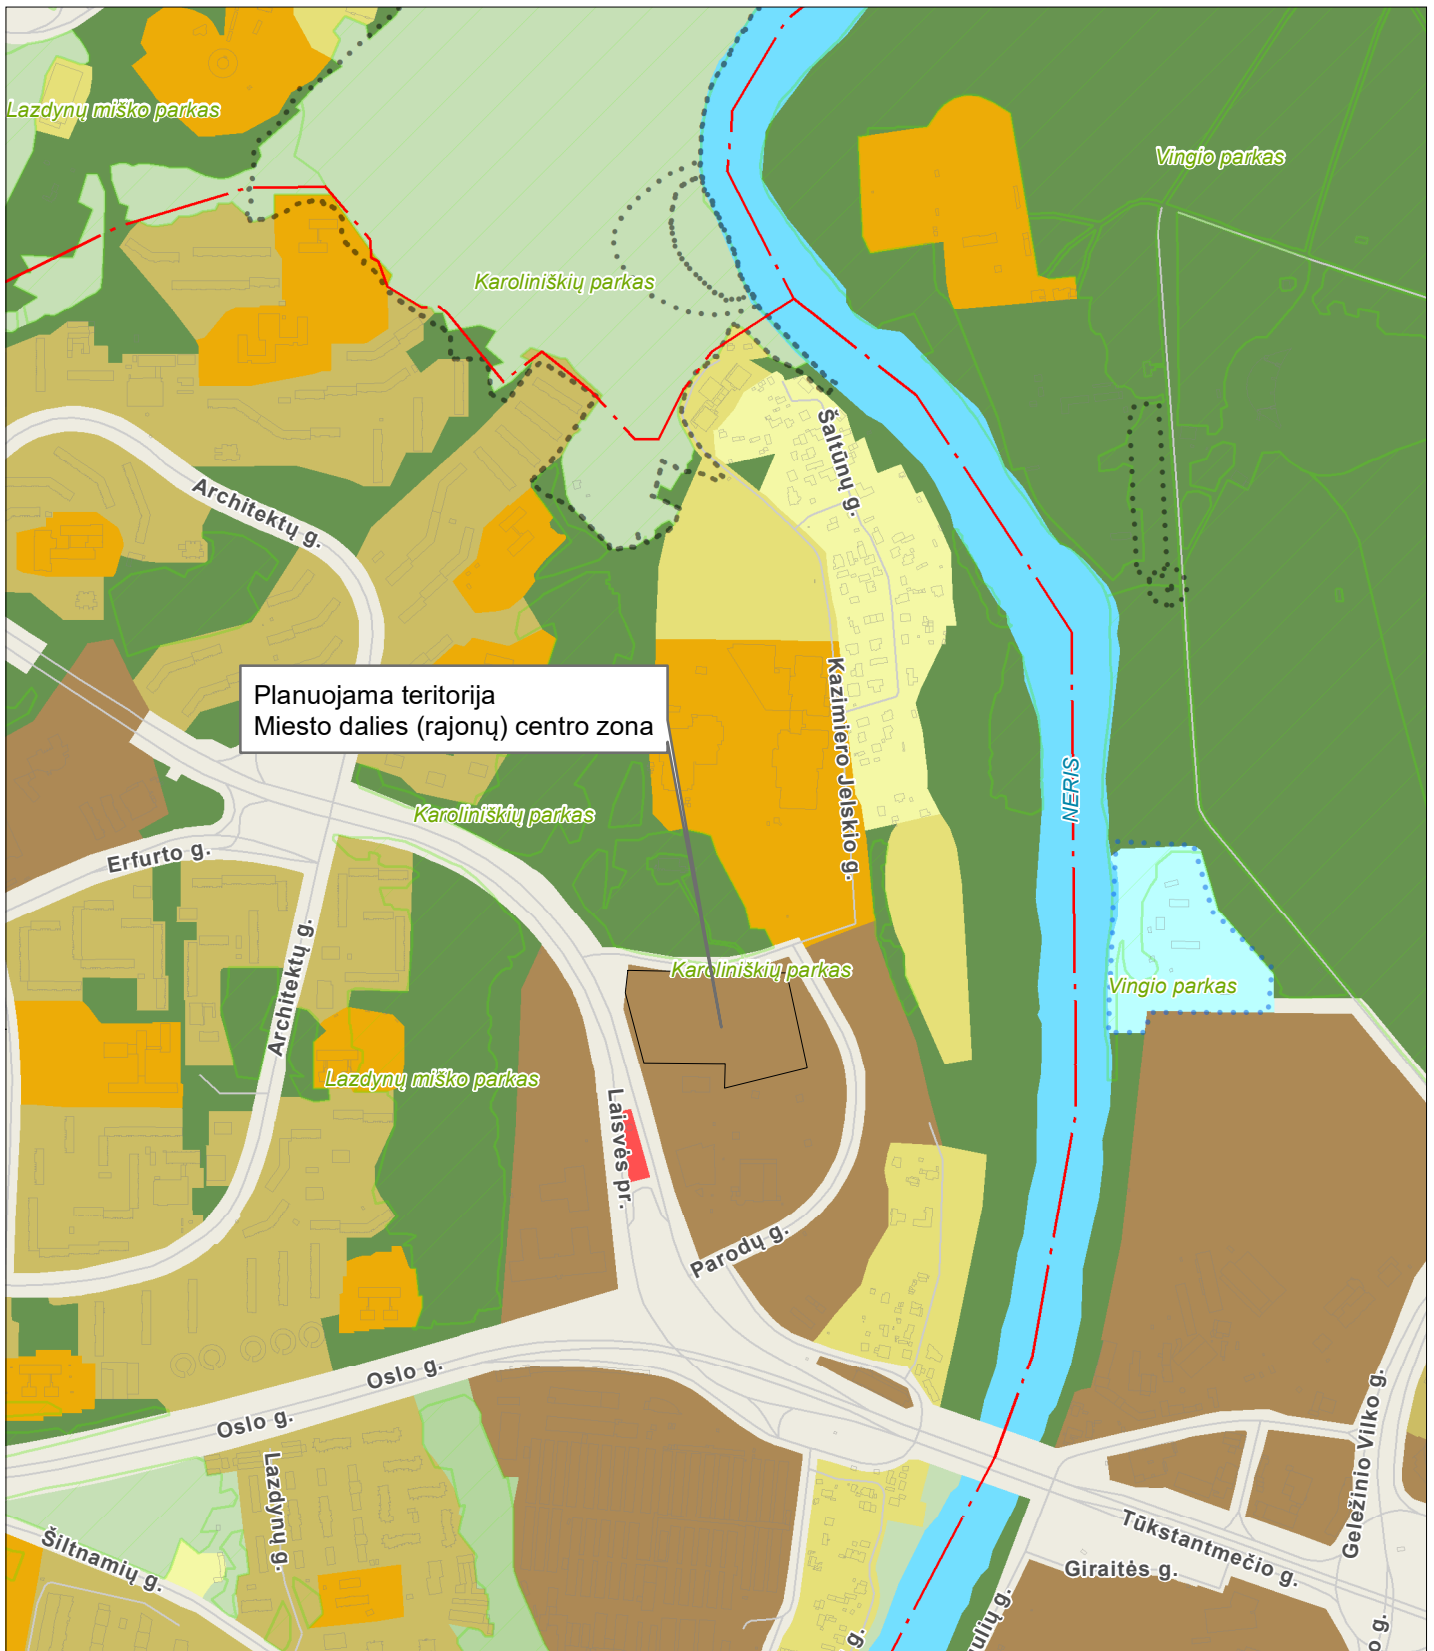 Lazdynų miško parkas
Vingio parkas
Karoliniškių parkas
Šaltūnų g.
Architektų g.
Planuojama teritorija
Miesto dalies (rajonų) centro zona
Kazimiero Jelskio g.
NERIS
Karoliniškių parkas
Erfurto g.
Architektų g.
Karoliniškių parkas
Vingio parkas
Lazdynų miško parkas
Laisvės pr.
Parodų g.
Oslo g.
Oslo g.
Lazdynų g.
Šiltnamių g.
Geležinio Vilko g.
Tūkstantmečio g.
Giraitės g.
ulių g.
g.
o g.